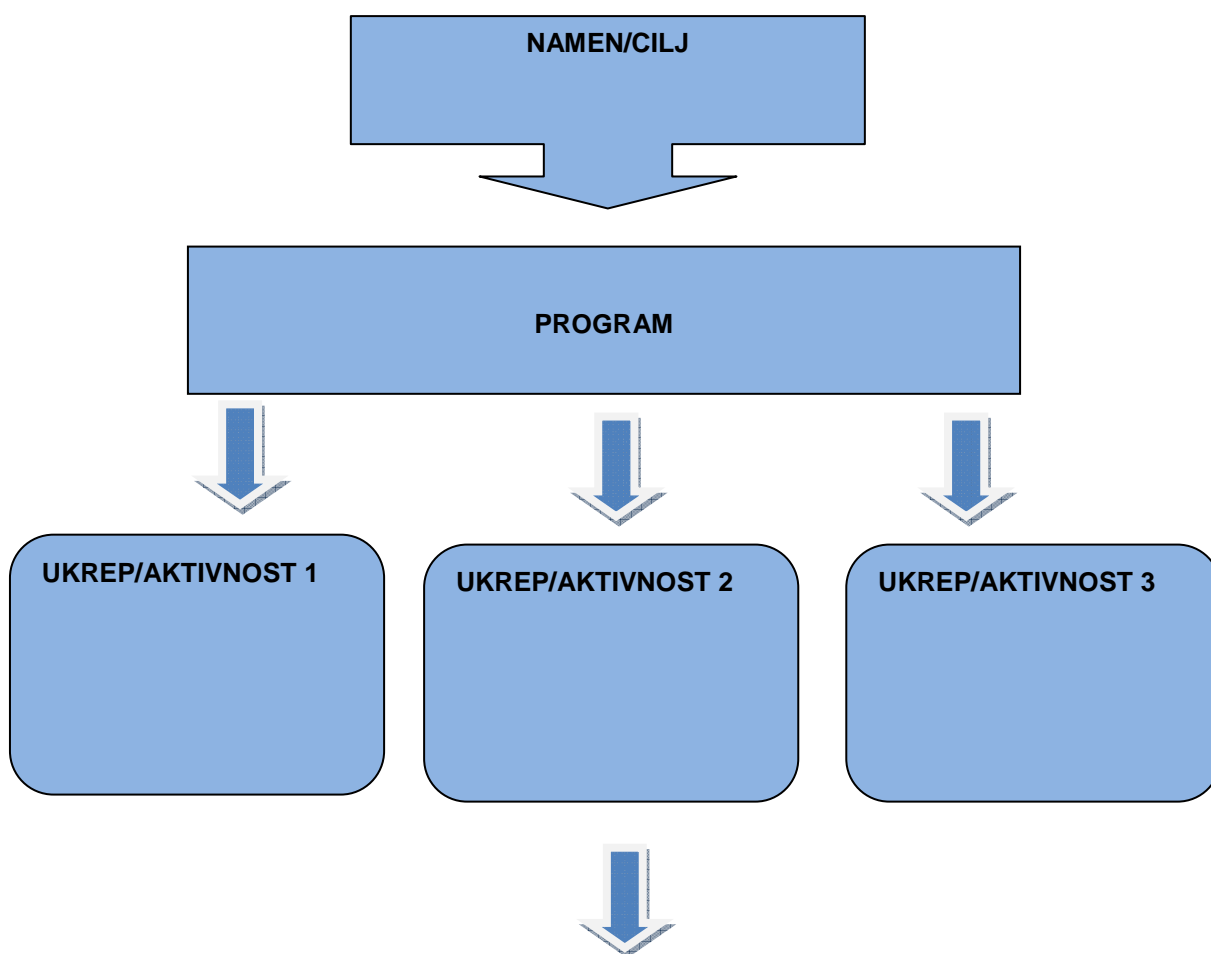 NAMEN/CILJ
PROGRAM
UKREP/AKTIVNOST 1
UKREP/AKTIVNOST 2
UKREP/AKTIVNOST 3